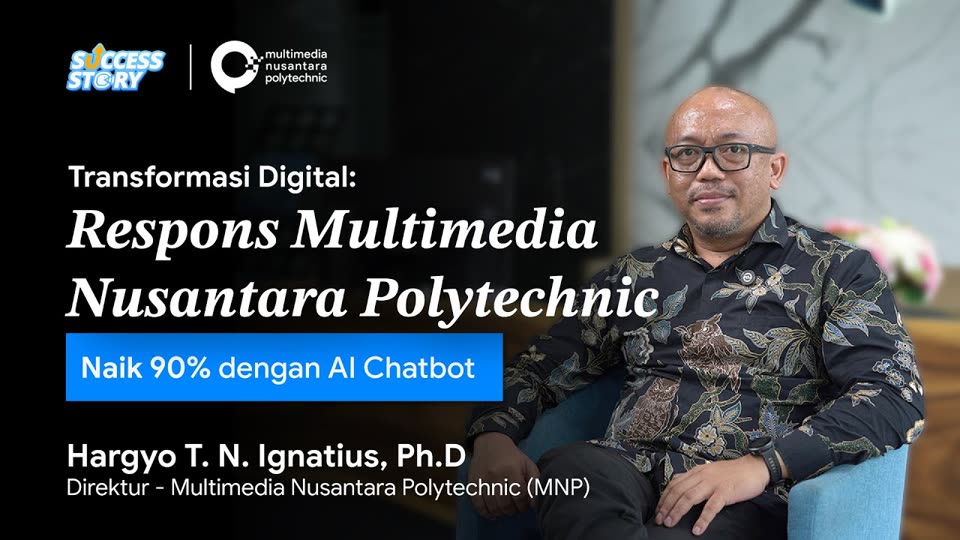 SUCCESS
STORY
multimedia
nusantara
polytechnic
Transformasi Digital:
Respons Multimedia
Nusantara Polytechnic
Naik 90% dengan AI Chatbot
Hargyo T. N. Ignatius, Ph.D
Direktur - Multimedia Nusantara Polytechnic (MNP)